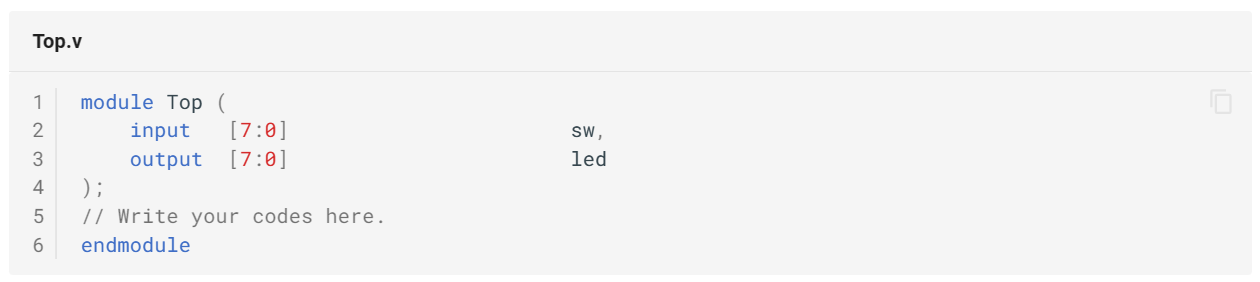 Top.v
1 module Top (
2     input   [7:0]                       sw,
3     output  [7:0]                       led
4 );
5 // Write your codes here.
6 endmodule